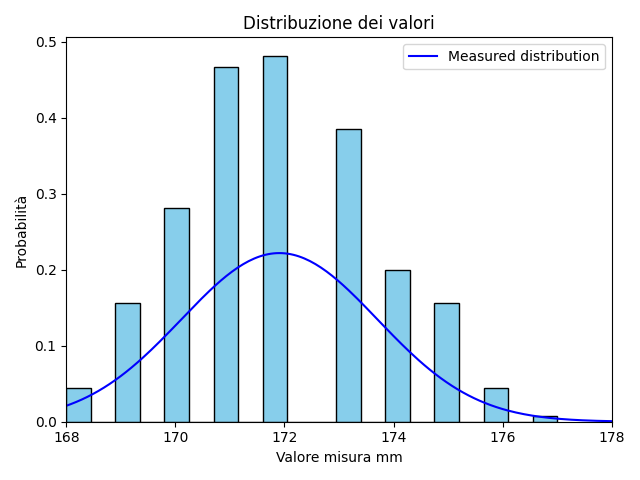 Distribuzione dei valori
Measured distribution
Probabilità
0.5
0.4
0.3
0.2
0.1
0.0
168 170 172 174 176 178
Valore misura mm